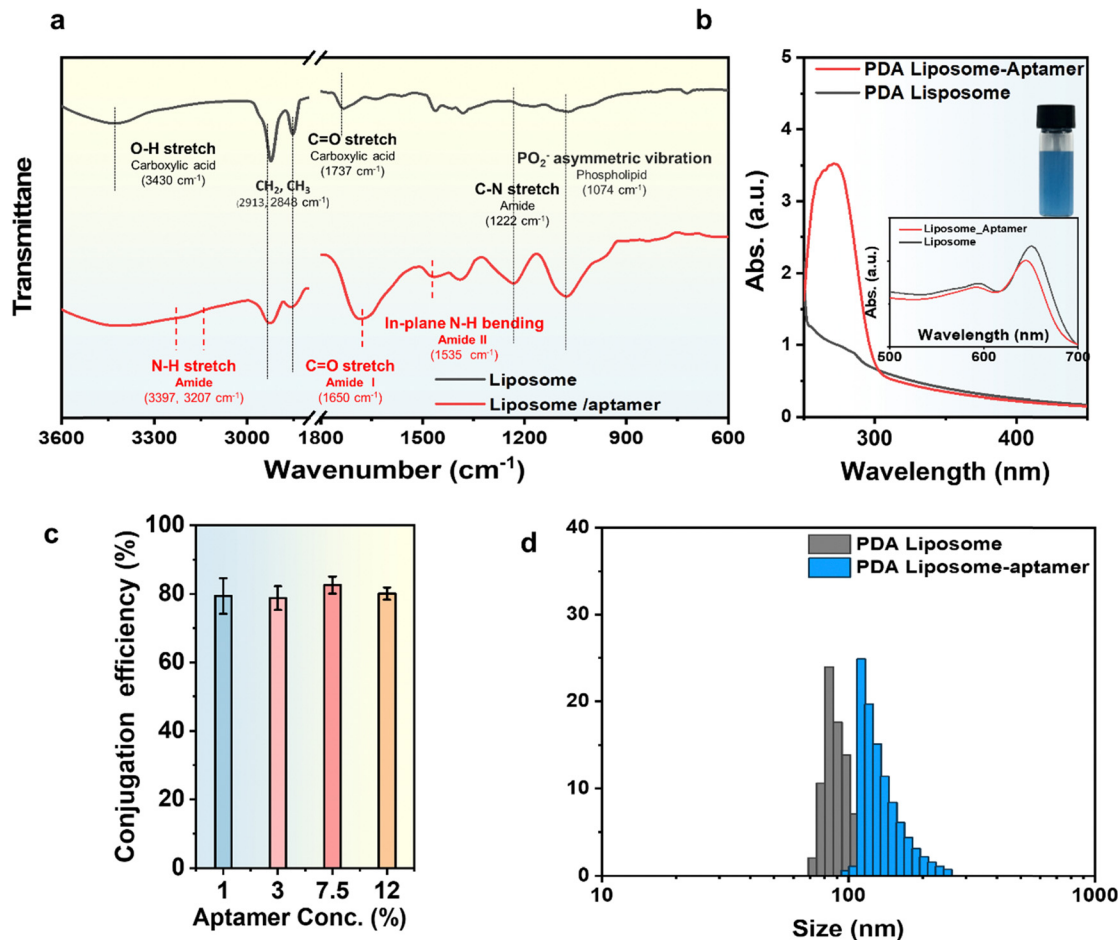 a
Transmittane
O-H stretch
Carboxylic acid
(3430 cm⁻¹)
CH₂, CH₃
(2913, 2848 cm⁻¹)
C=O stretch
Carboxylic acid
(1737 cm⁻¹)
PO₂⁻ asymmetric vibration
Phospholipid
(1074 cm⁻¹)
C-N stretch
Amide
(1222 cm⁻¹)
N-H stretch
Amide
(3397, 3207 cm⁻¹)
C=O stretch
Amide I
(1650 cm⁻¹)
In-plane N-H bending
Amide II
(1535 cm⁻¹)
Liposome
Liposome /aptamer
3600 3300 3000 1800 1200 900 600
Wavenumber (cm⁻¹)
b
PDA Liposome-Aptamer
PDA Lisposome
5
4
3
2
1
0
Abs. (a.u.)
Liposome_Aptamer
Liposome
Abs. (a.u.)
Wavelength (nm)
500 600 700
300 400
Wavelength (nm)
c
100
80
60
40
20
0
Conjugation efficiency (%)
1 3 7.5 12
Aptamer Conc. (%)
d
PDA Liposome
PDA Liposome-aptamer
40
30
20
10
0
10 100 1000
Size (nm)